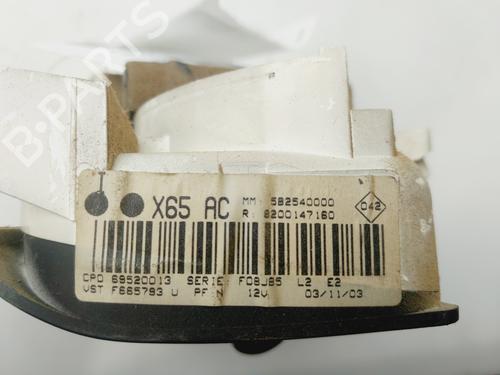 B-PARTS
X65 AC
MM: 582540000
R: 8200147160
042
CPO 69520013 SERIE F08J85 L2 E2
VST F665793 U PF N 12V 03/11/03